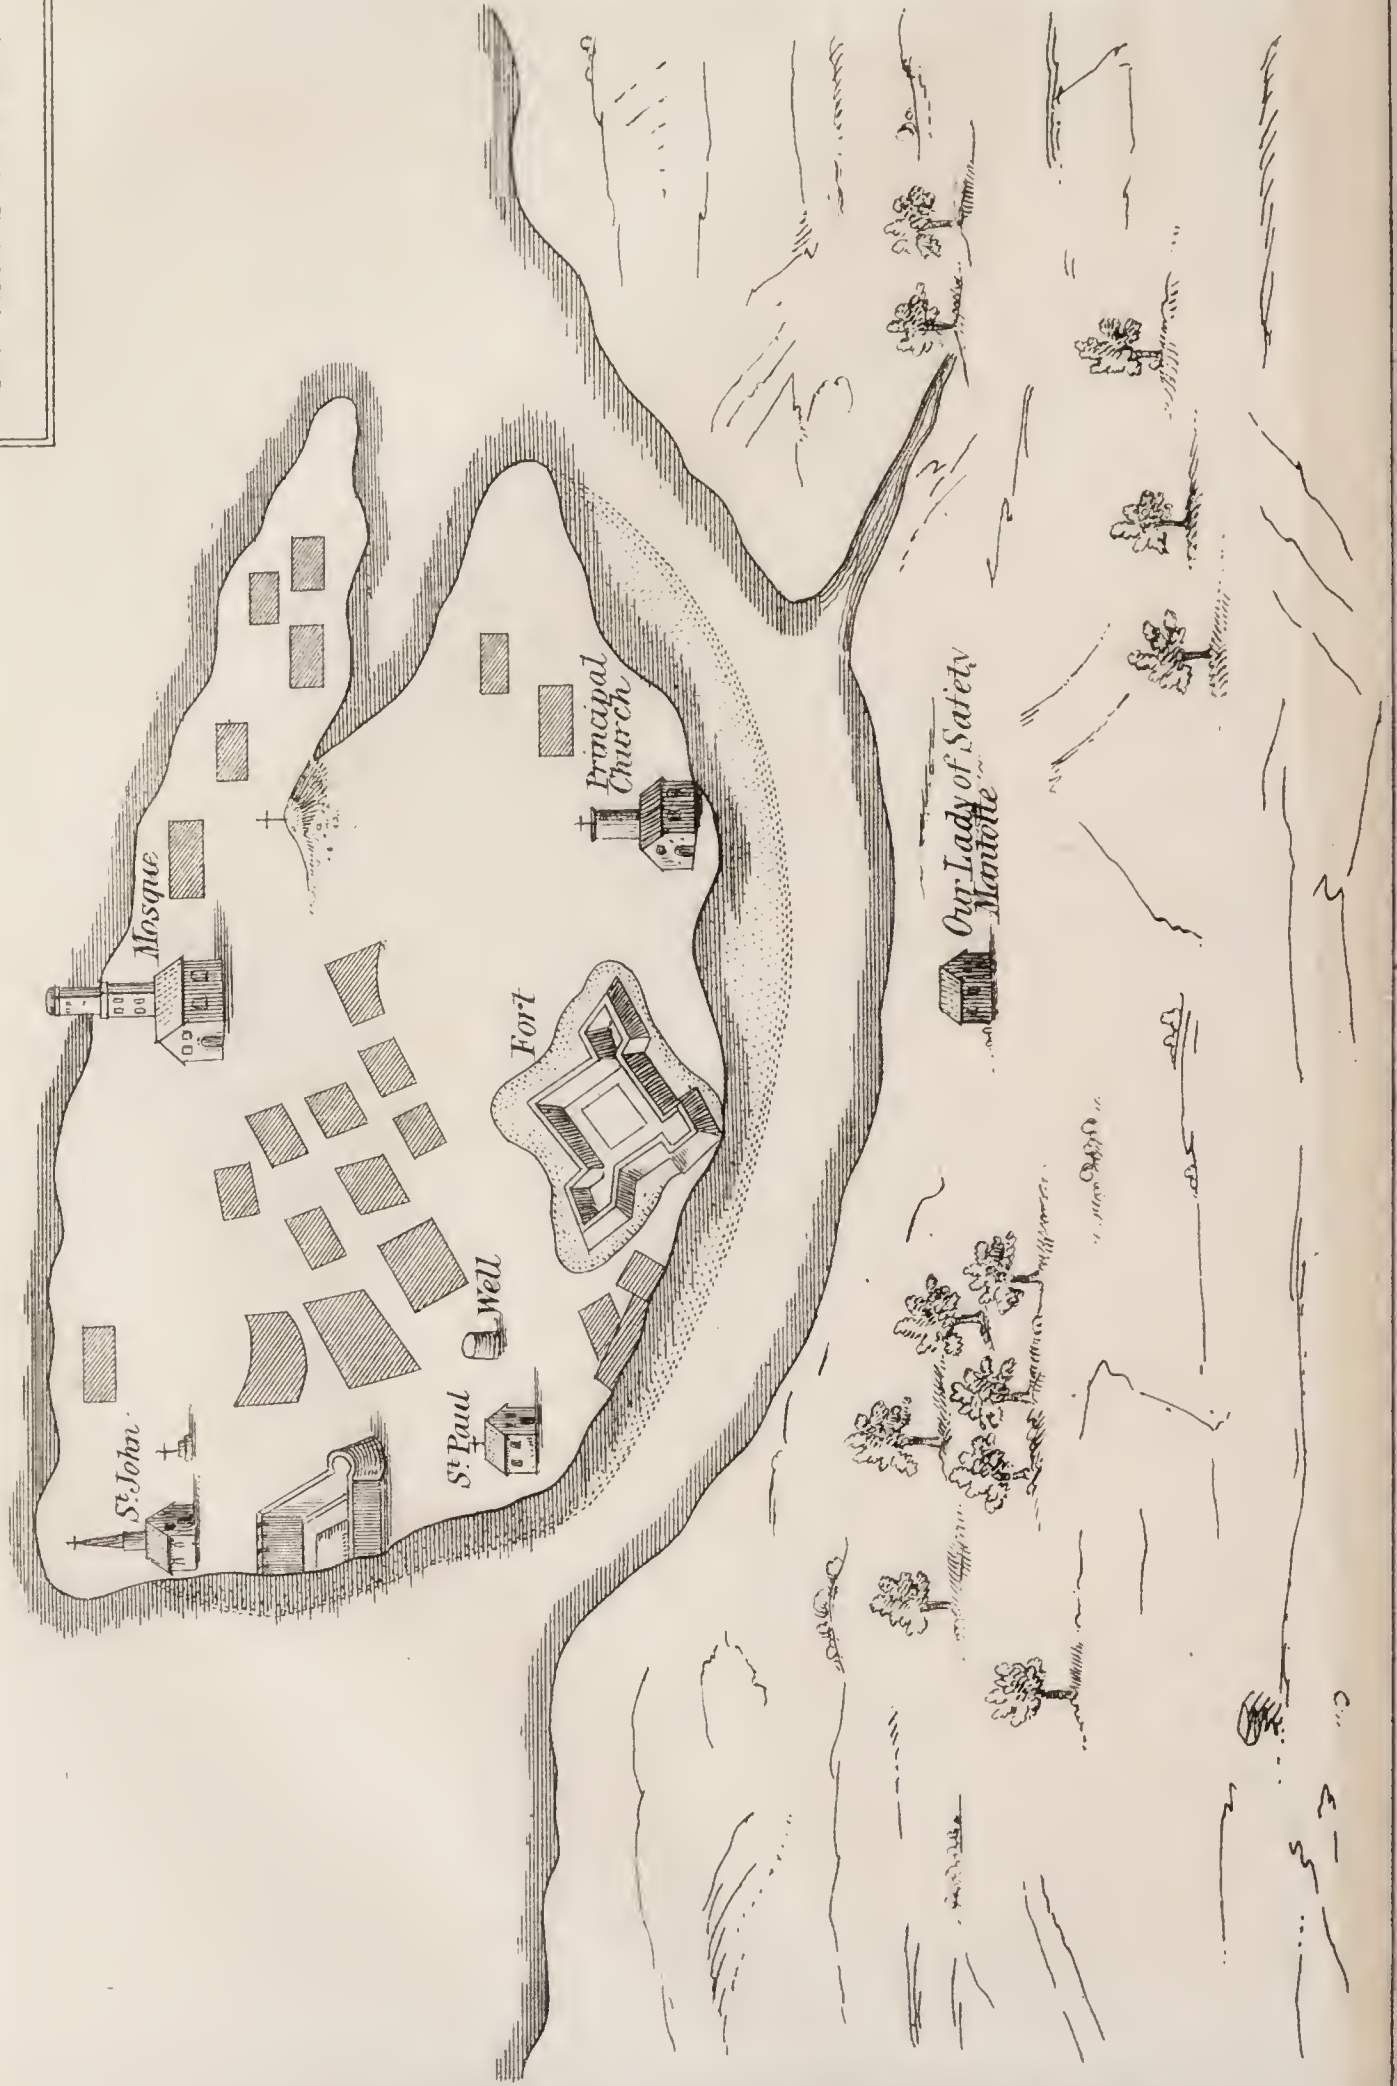 Mosque
St. John
Principal
Church
Fort
Well
St. Paul
Our Lady of Safety
Mantotte